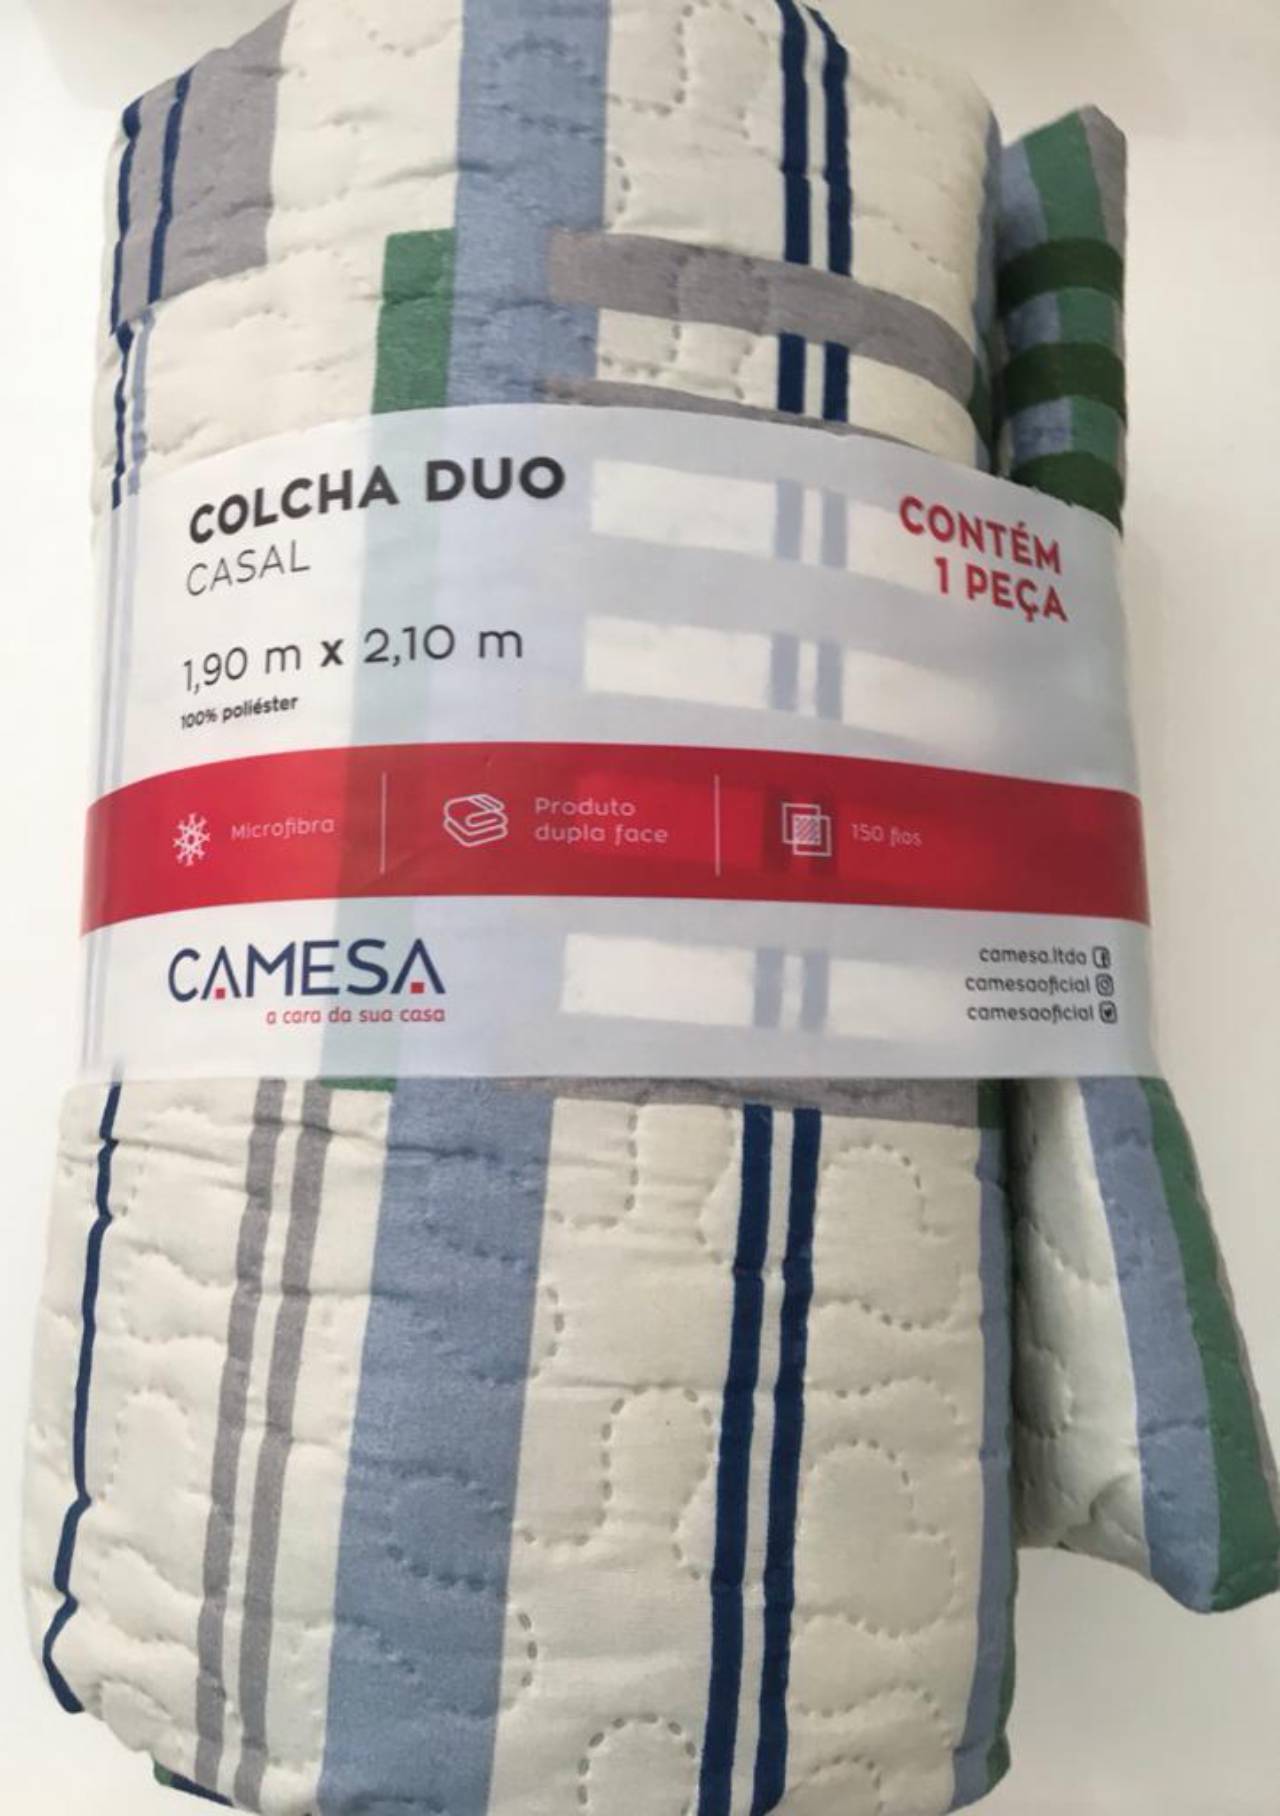 COLCHA DUO
CASAL
1,90 m x 2,10 m
100% poliéster
CONTÉM
1 PEÇA
Microfibra
Produto
dupla face
150 fios
CAMESA
a cara da sua casa
camesa.ltda
camesaoficial
camesaoficial